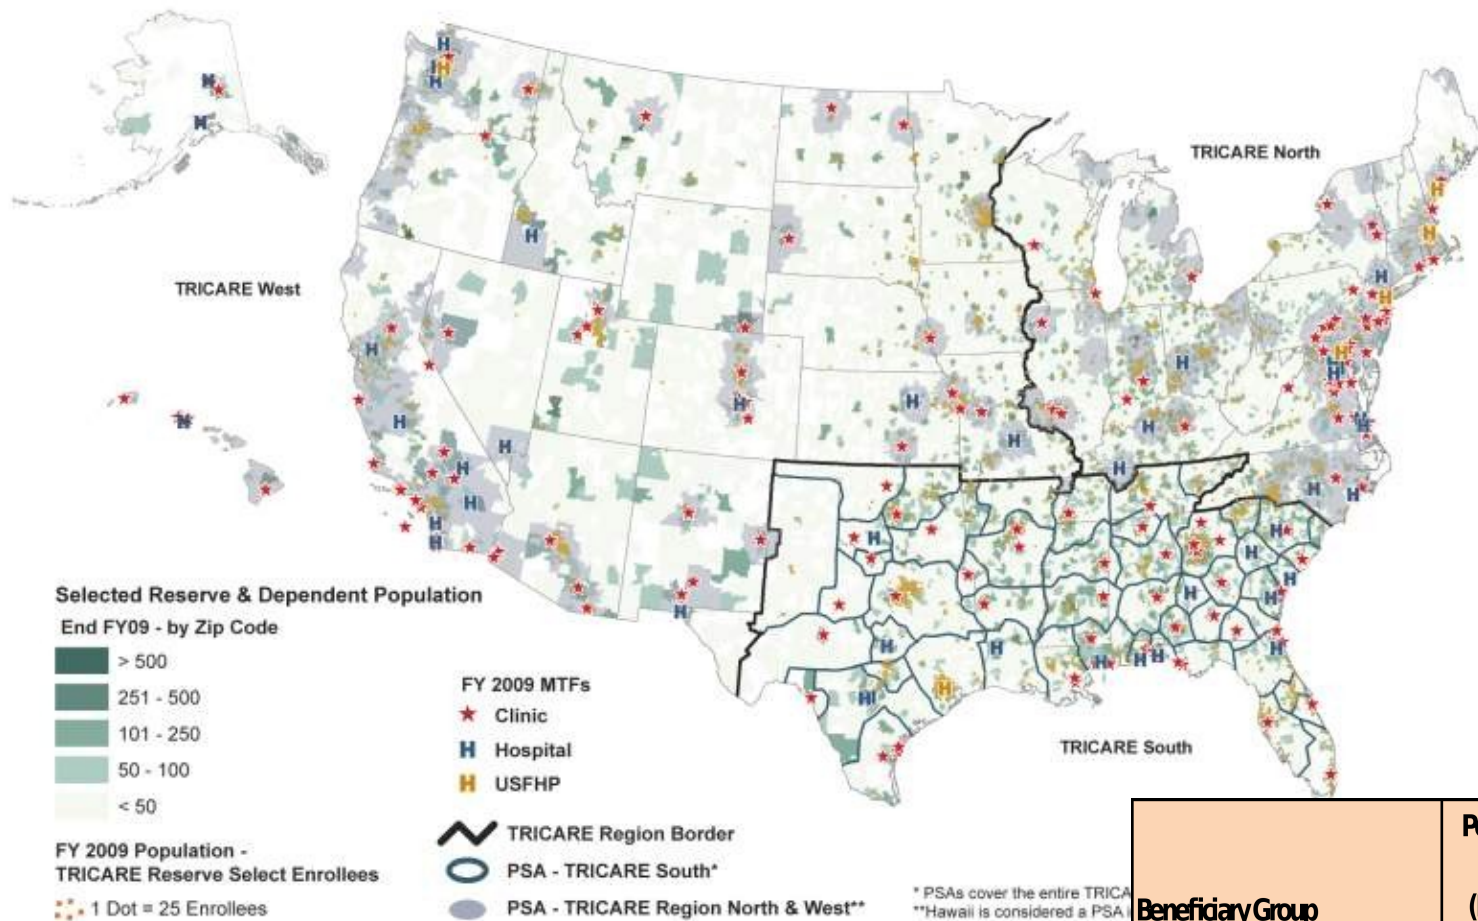 TRICARE North
TRICARE West
TRICARE South
Selected Reserve & Dependent Population
End FY09 - by Zip Code
> 500
251 - 500
101 - 250
50 - 100
< 50
FY 2009 Population -
TRICARE Reserve Select Enrollees
1 Dot = 25 Enrollees
FY 2009 MTFs
Clinic
H Hospital
H USFHP
TRICARE Region Border
PSA - TRICARE South*
PSA - TRICARE Region North & West**
* PSAs cover the entire TRICA
**Hawaii is considered a PSA
Beneficiary Group